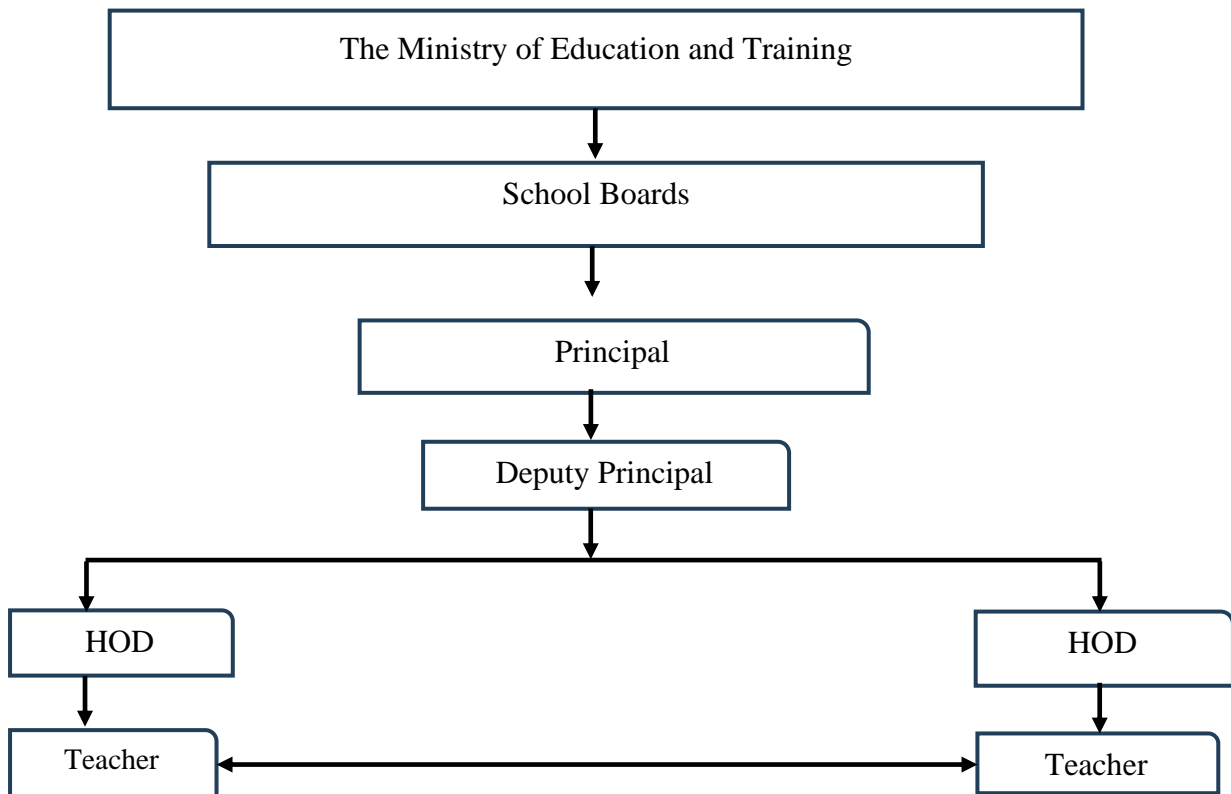 The Ministry of Education and Training
School Boards
Principal
Deputy Principal
HOD
HOD
Teacher
Teacher